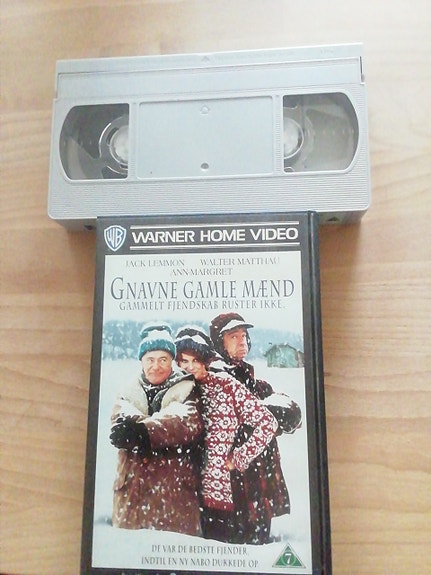 WB WARNER HOME VIDEO
JACK LEMMON WALTER MATTHAU
ANN-MARGRET
GNAVNE GAMLE MÆND
GAMMELT FJENDSKAB RUSTER IKKE.
DE VAR DE BEDSTE FJENDER,
INDTIL EN NY NABO DUKKEDE OP.
7